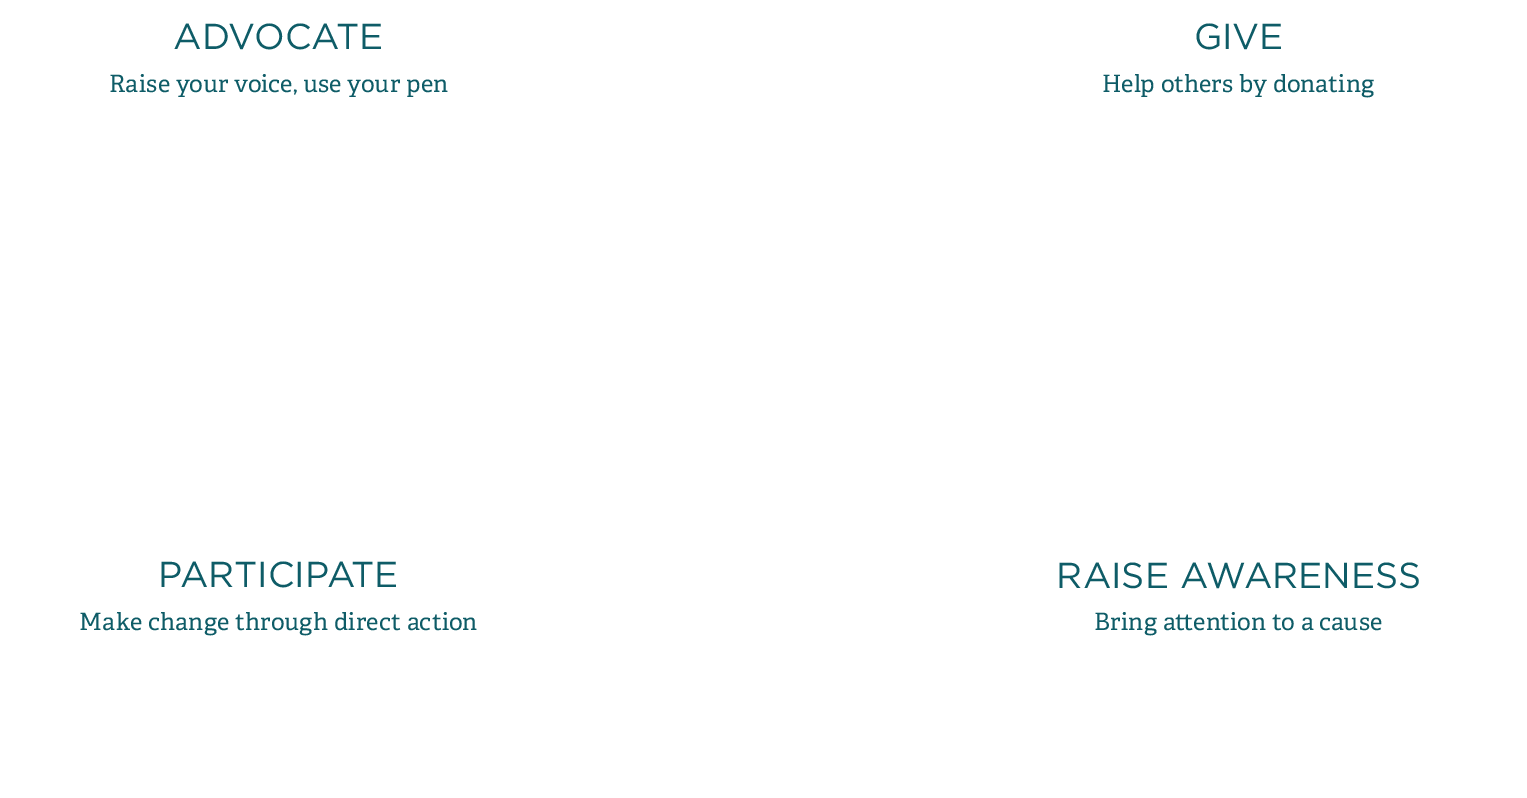 ADVOCATE
Raise your voice, use your pen
GIVE
Help others by donating
PARTICIPATE
Make change through direct action
RAISE AWARENESS
Bring attention to a cause